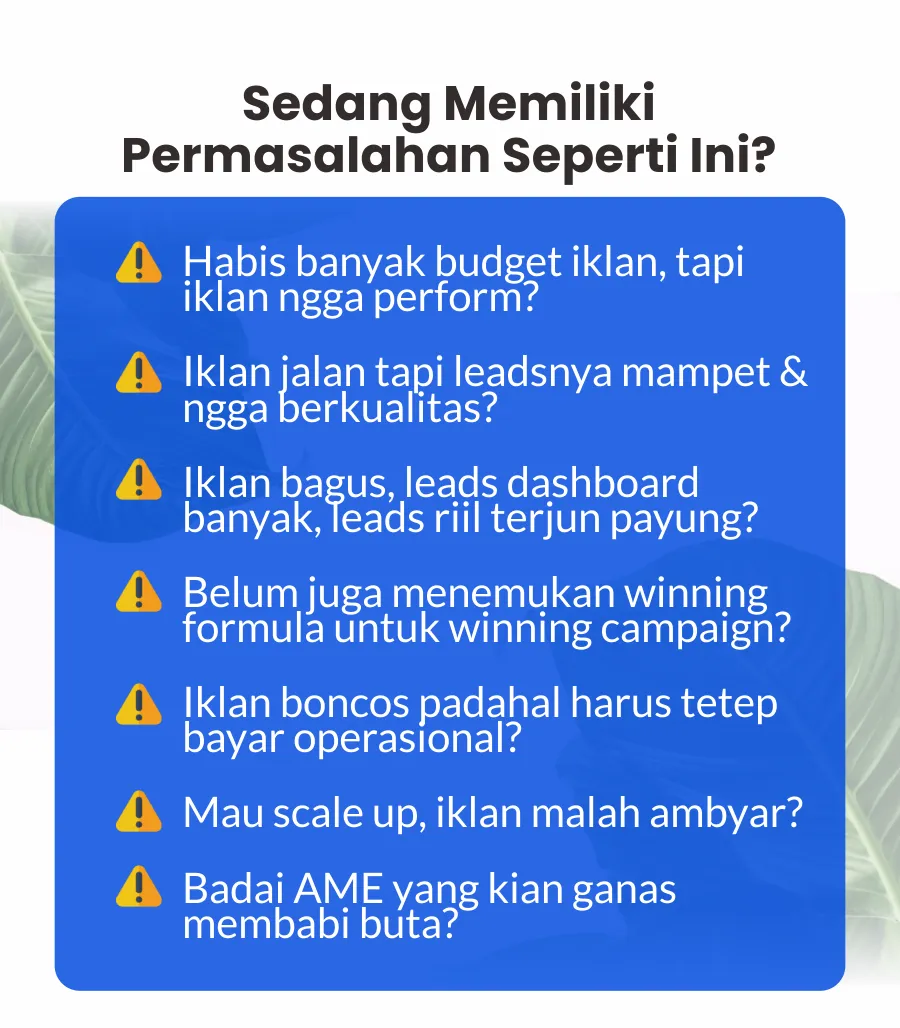 Sedang Memiliki
Permasalahan Seperti Ini?
Habis banyak budget iklan, tapi
iklan ngga perform?
Iklan jalan tapi leadsnya mampet &
ngga berkualitas?
Iklan bagus, leads dashboard
banyak, leads riil terjun payung?
Belum juga menemukan winning
formula untuk winning campaign?
Iklan boncos padahal harus tetep
bayar operasional?
Mau scale up, iklan malah ambyar?
Badai AME yang kian ganas
membabi buta?